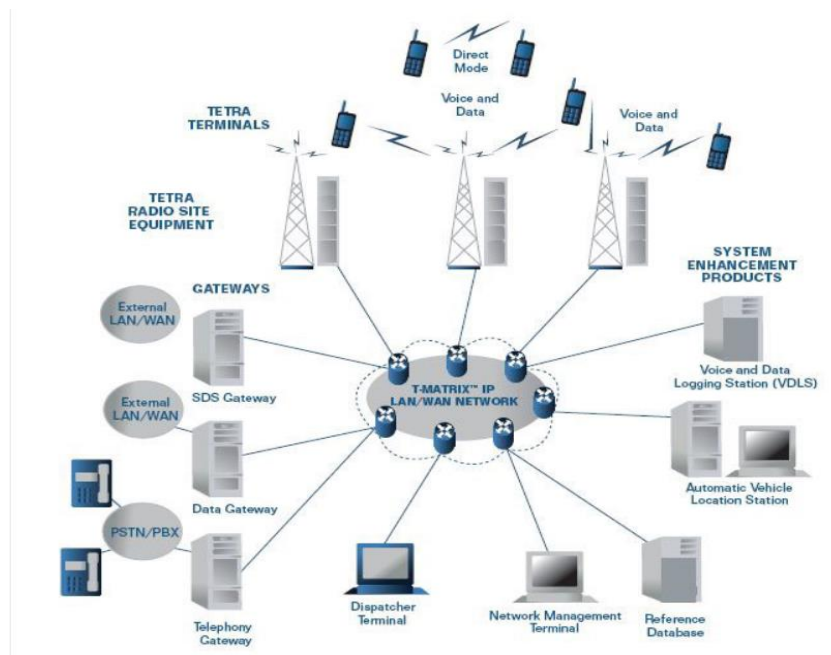 Direct
Mode
TETRA
TERMINALS
Voice and
Data
Voice and
Data
TETRA
RADIO SITE
EQUIPMENT
SYSTEM
ENHANCEMENT
PRODUCTS
GATEWAYS
External
LAN/WAN
SDS Gateway
T-MATRIX™ IP
LAN/WAN NETWORK
Voice and Data
Logging Station (VDLS)
External
LAN/WAN
Data Gateway
Automatic Vehicle
Location Station
PSTN/PBX
Telephony
Gateway
Dispatcher
Terminal
Network Management
Terminal
Reference
Database